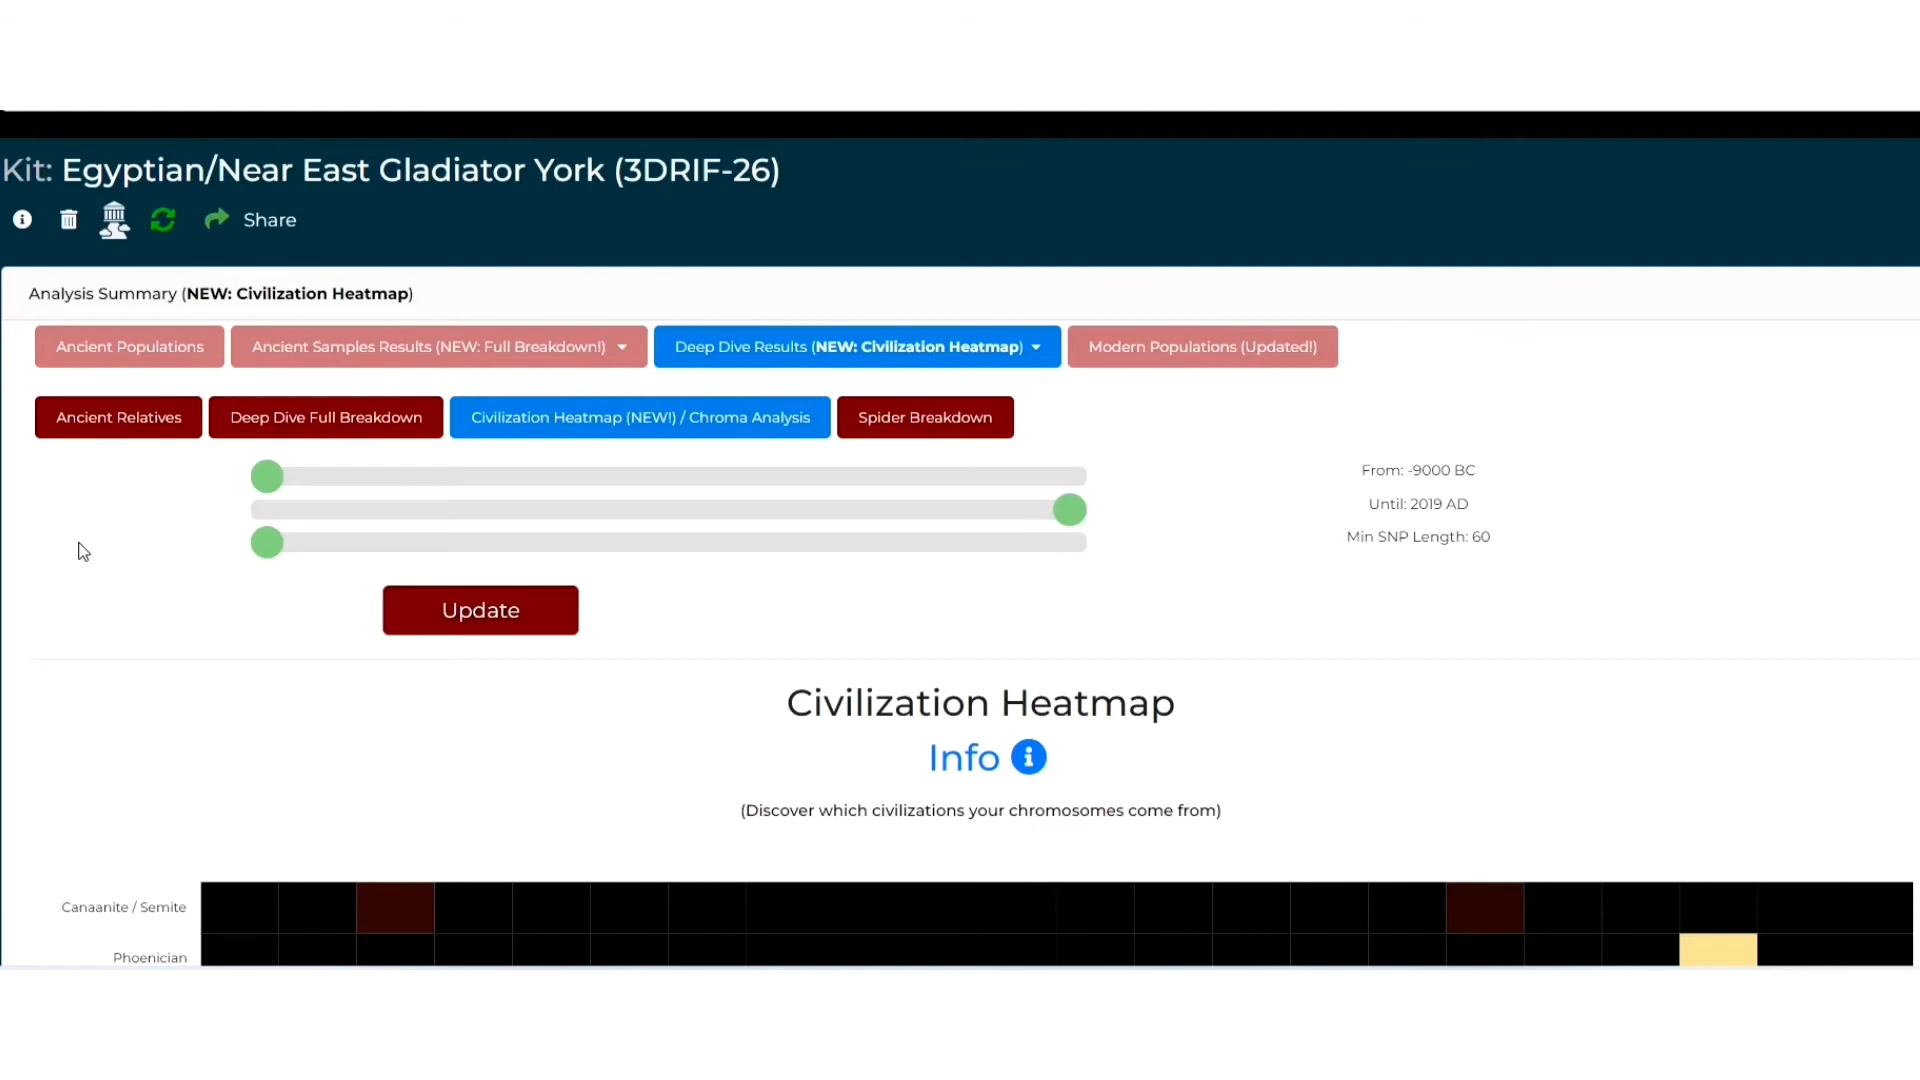 Kit: Egyptian/Near East Gladiator York (3DRIF-26)
Share
Analysis Summary (NEW: Civilization Heatmap)
Ancient Populations
Ancient Samples Results (NEW: Full Breakdown!)
Deep Dive Results (NEW: Civilization Heatmap)
Modern Populations (Updated!)
Ancient Relatives
Deep Dive Full Breakdown
Civilization Heatmap (NEW!) / Chroma Analysis
Spider Breakdown
From: -9000 BC
Until: 2019 AD
Min SNP Length: 60
Update
Civilization Heatmap
Info
(Discover which civilizations your chromosomes come from)
Canaanite / Semite
Phoenician